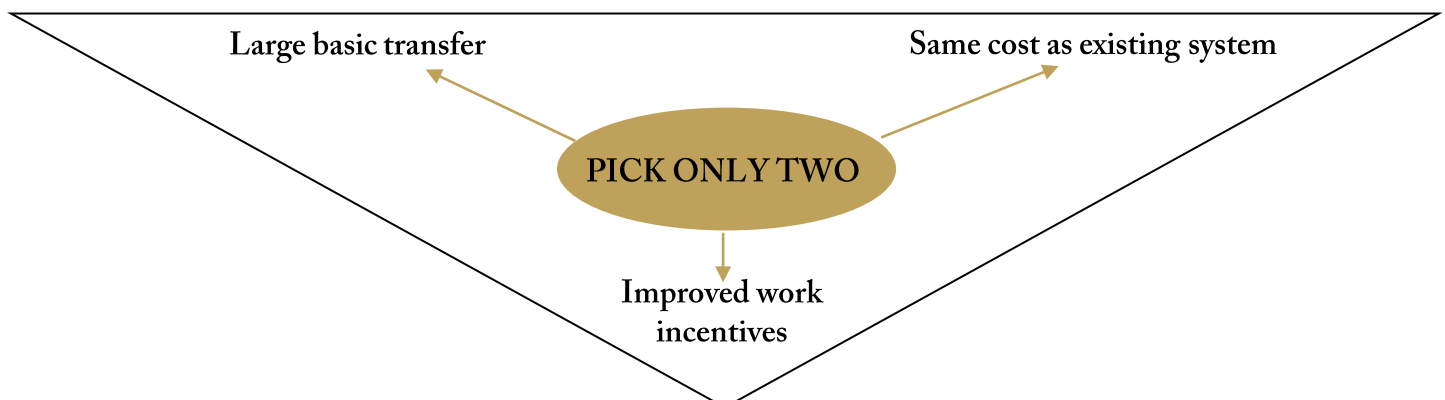 Large basic transfer
Same cost as existing system
PICK ONLY TWO
Improved work
incentives